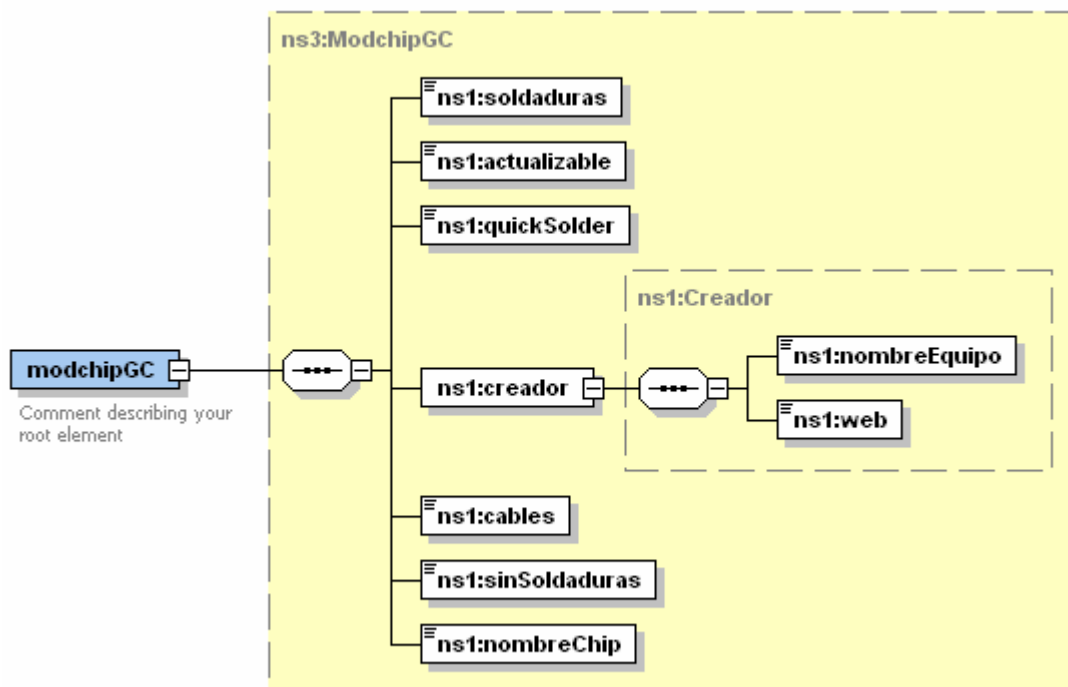 ns3:ModchipGC
ns1:soldaduras
ns1:actualizable
ns1:quickSolder
ns1:Creador
ns1:nombreEquipo
modchipGC
ns1:creador
ns1:web
Comment describing your
root element
ns1:cables
ns1:sinSoldaduras
ns1:nombreChip